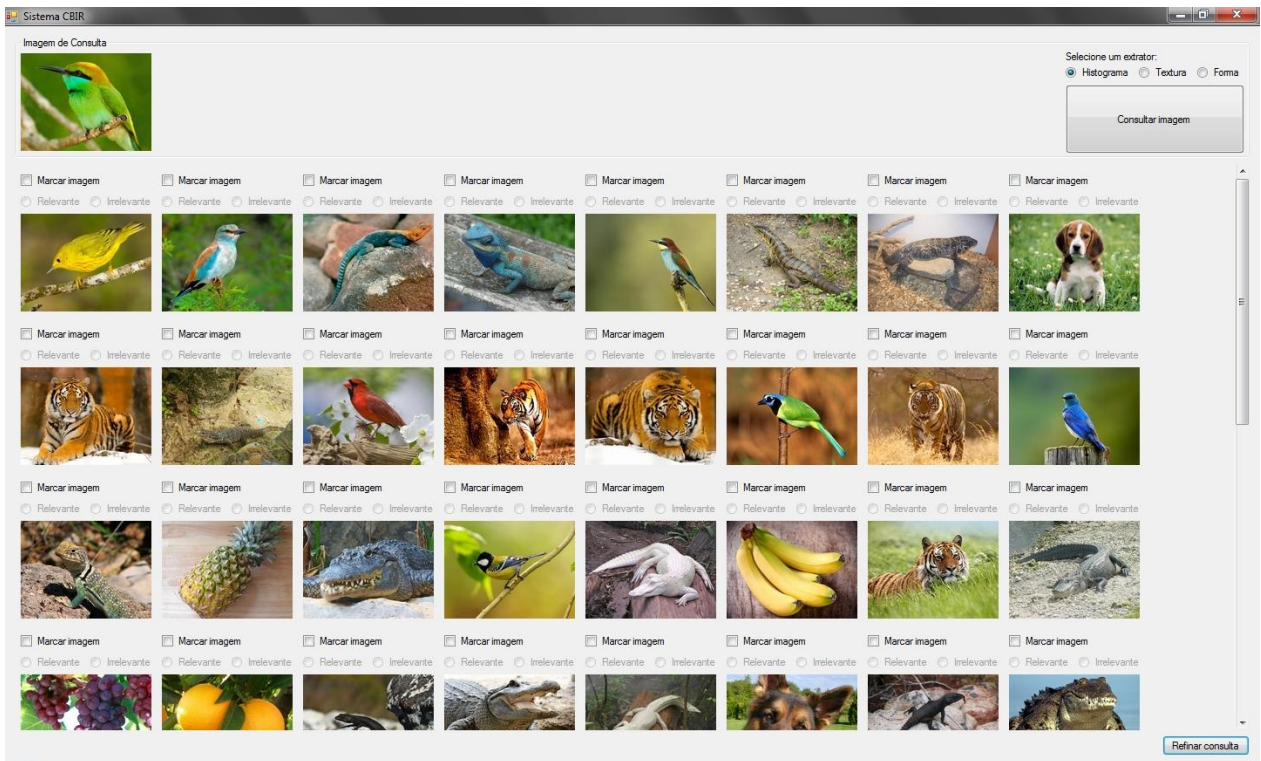 Sistema CBIR
Imagem de Consulta
Selecione um extrator:
Histograma Textura Forma
Consultar imagem
Marcar imagem Marcar imagem Marcar imagem Marcar imagem Marcar imagem Marcar imagem Marcar imagem Marcar imagem
Relevante Irrelevante Relevante Irrelevante Relevante Irrelevante Relevante Irrelevante Relevante Irrelevante Relevante Irrelevante Relevante Irrelevante Relevante Irrelevante
Marcar imagem Marcar imagem Marcar imagem Marcar imagem Marcar imagem Marcar imagem Marcar imagem Marcar imagem
Relevante Irrelevante Relevante Irrelevante Relevante Irrelevante Relevante Irrelevante Relevante Irrelevante Relevante Irrelevante Relevante Irrelevante Relevante Irrelevante
Marcar imagem Marcar imagem Marcar imagem Marcar imagem Marcar imagem Marcar imagem Marcar imagem Marcar imagem
Relevante Irrelevante Relevante Irrelevante Relevante Irrelevante Relevante Irrelevante Relevante Irrelevante Relevante Irrelevante Relevante Irrelevante Relevante Irrelevante
Marcar imagem Marcar imagem Marcar imagem Marcar imagem Marcar imagem Marcar imagem Marcar imagem Marcar imagem
Relevante Irrelevante Relevante Irrelevante Relevante Irrelevante Relevante Irrelevante Relevante Irrelevante Relevante Irrelevante Relevante Irrelevante Relevante Irrelevante
Refinar consulta